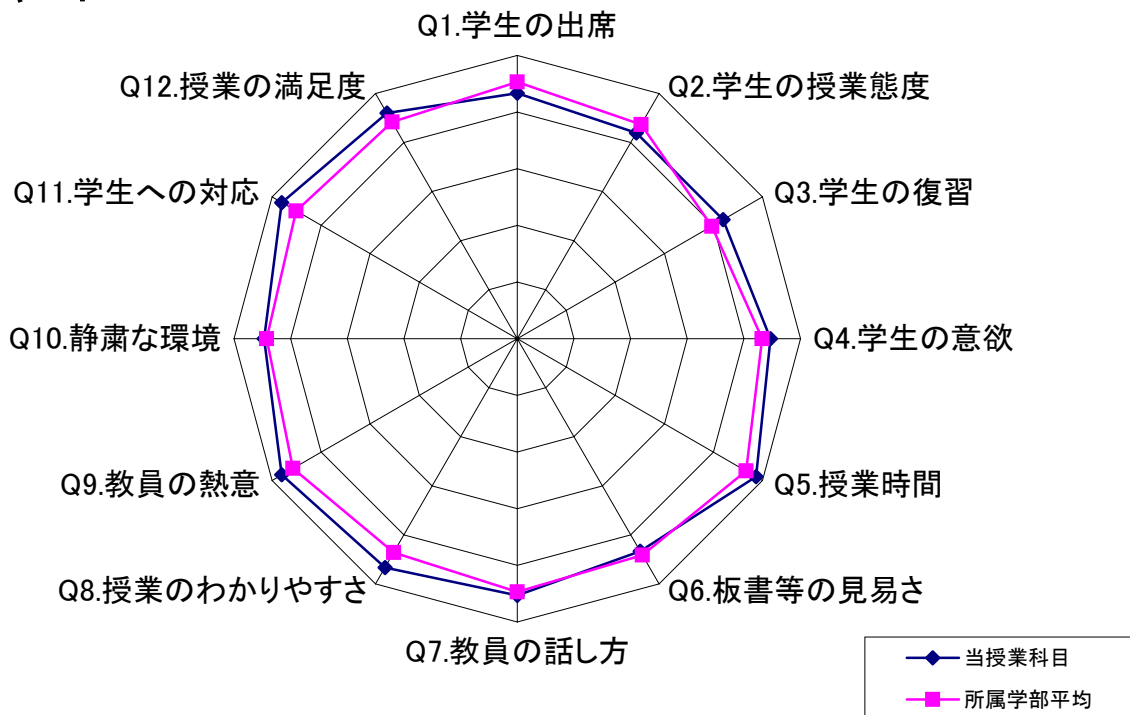 Q1.学生の出席
Q2.学生の授業態度
Q3.学生の復習
Q4.学生の意欲
Q5.授業時間
Q6.板書等の見易さ
Q7.教員の話し方
Q8.授業のわかりやすさ
Q9.教員の熱意
Q10.静粛な環境
Q11.学生への対応
Q12.授業の満足度
当授業科目
所属学部平均